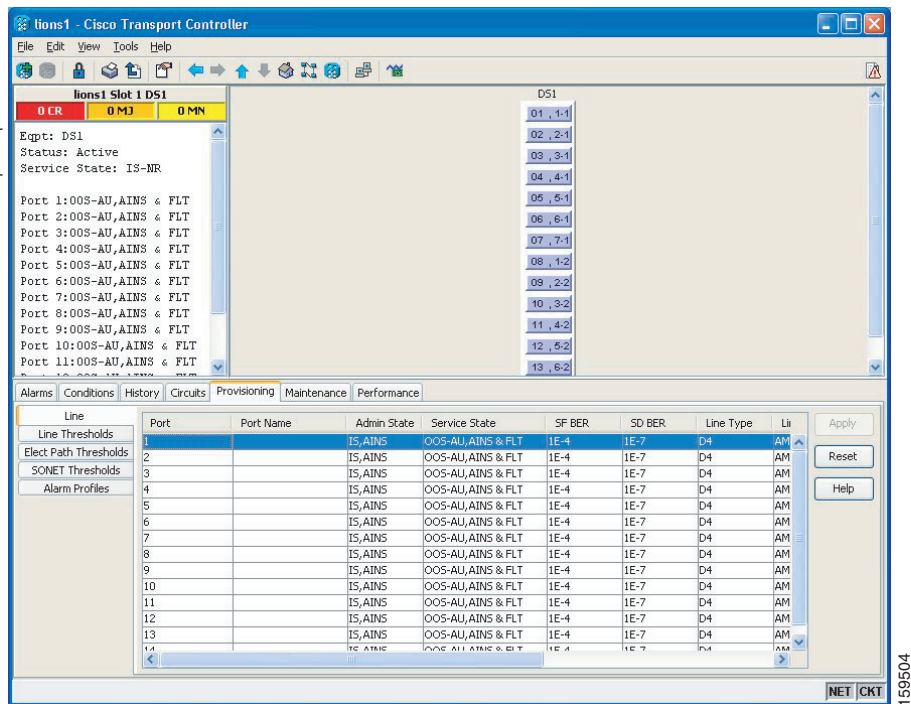 lions1 - Cisco Transport Controller
File Edit View Tools Help
lions1 Slot 1 DS1
0 CR 0 MJ 0 MN
Eqpt: DS1
Status: Active
Service State: IS-NR
Port 1:OOS-AU,AINS & FLT
Port 2:OOS-AU,AINS & FLT
Port 3:OOS-AU,AINS & FLT
Port 4:OOS-AU,AINS & FLT
Port 5:OOS-AU,AINS & FLT
Port 6:OOS-AU,AINS & FLT
Port 7:OOS-AU,AINS & FLT
Port 8:OOS-AU,AINS & FLT
Port 9:OOS-AU,AINS & FLT
Port 10:OOS-AU,AINS & FLT
Port 11:OOS-AU,AINS & FLT
DS1
01 , 1-1
02 , 2-1
03 , 3-1
04 , 4-1
05 , 5-1
06 , 6-1
07 , 7-1
08 , 1-2
09 , 2-2
10 , 3-2
11 , 4-2
12 , 5-2
13 , 6-2
Alarms Conditions History Circuits Provisioning Maintenance Performance
Line
Line Thresholds
Elect Path Thresholds
SONET Thresholds
Alarm Profiles
Port Port Name Admin State Service State SF BER SD BER Line Type Li
1 IS,AINS OOS-AU,AINS & FLT 1E-4 1E-7 D4 AM
2 IS,AINS OOS-AU,AINS & FLT 1E-4 1E-7 D4 AM
3 IS,AINS OOS-AU,AINS & FLT 1E-4 1E-7 D4 AM
4 IS,AINS OOS-AU,AINS & FLT 1E-4 1E-7 D4 AM
5 IS,AINS OOS-AU,AINS & FLT 1E-4 1E-7 D4 AM
6 IS,AINS OOS-AU,AINS & FLT 1E-4 1E-7 D4 AM
7 IS,AINS OOS-AU,AINS & FLT 1E-4 1E-7 D4 AM
8 IS,AINS OOS-AU,AINS & FLT 1E-4 1E-7 D4 AM
9 IS,AINS OOS-AU,AINS & FLT 1E-4 1E-7 D4 AM
10 IS,AINS OOS-AU,AINS & FLT 1E-4 1E-7 D4 AM
11 IS,AINS OOS-AU,AINS & FLT 1E-4 1E-7 D4 AM
12 IS,AINS OOS-AU,AINS & FLT 1E-4 1E-7 D4 AM
13 IS,AINS OOS-AU,AINS & FLT 1E-4 1E-7 D4 AM
14 IS,AINS OOS-AU,AINS & FLT 1E-4 1E-7 D4 AM
Apply
Reset
Help
NET CKT
159504